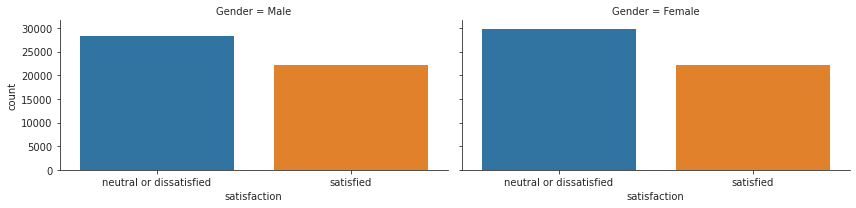 Gender = Male
30000
25000
20000
15000
10000
5000
0
count
neutral or dissatisfied satisfied
satisfaction
Gender = Female
neutral or dissatisfied satisfied
satisfaction